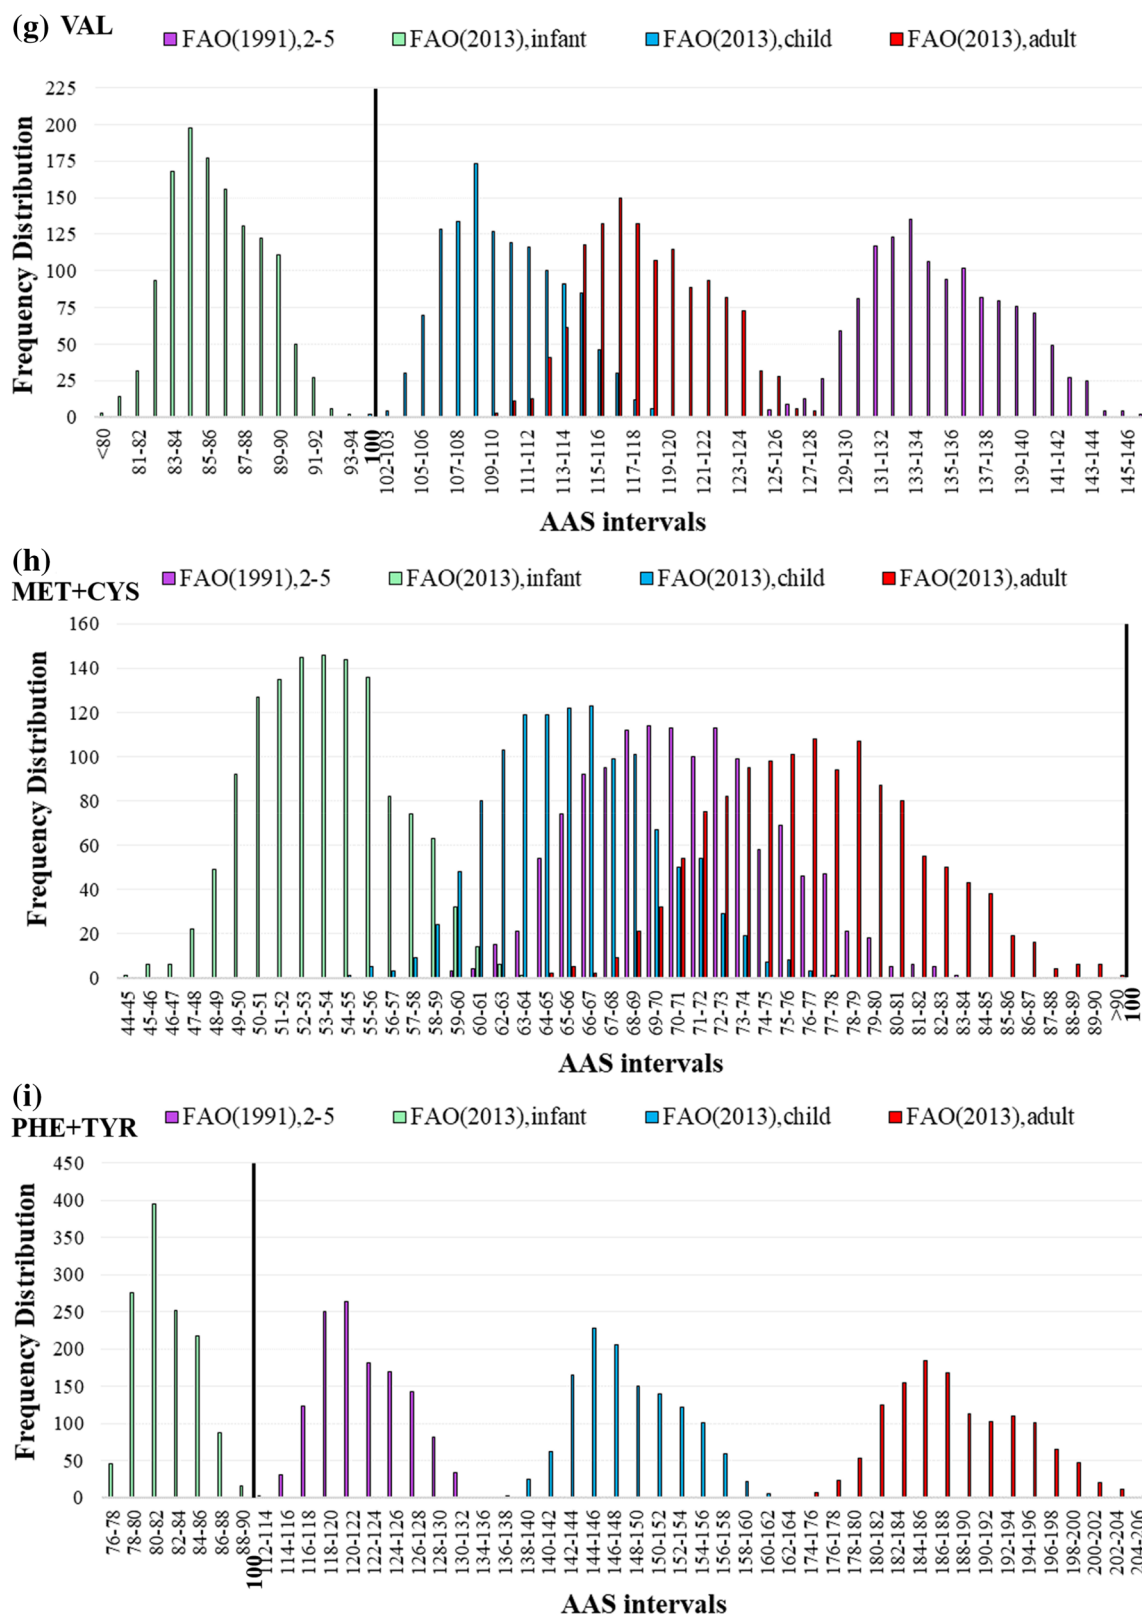 (g) VAL
FAO(1991),2-5 FAO(2013),infant FAO(2013),child FAO(2013),adult
Frequency Distribution
225
200
175
150
125
100
75
50
25
0
<80 81-82 83-84 85-86 87-88 89-90 91-92 93-94 100 102-103 105-106 107-108 109-110 111-112 113-114 115-116 117-118 119-120 121-122 123-124 125-126 127-128 129-130 131-132 133-134 135-136 137-138 139-140 141-142 143-144 145-146
AAS intervals
(h)
MET+CYS
FAO(1991),2-5 FAO(2013),infant FAO(2013),child FAO(2013),adult
Frequency Distribution
160
140
120
100
80
60
40
20
0
44-45 45-46 46-47 47-48 48-49 49-50 50-51 51-52 52-53 53-54 54-55 55-56 56-57 57-58 58-59 59-60 60-61 62-63 63-64 64-65 65-66 66-67 67-68 68-69 69-70 70-71 71-72 72-73 73-74 74-75 75-76 76-77 77-78 78-79 79-80 80-81 81-82 82-83 83-84 84-85 85-86 86-87 87-88 88-89 89-90 >90 100
AAS intervals
(i)
PHE+TYR
FAO(1991),2-5 FAO(2013),infant FAO(2013),child FAO(2013),adult
Frequency Distribution
450
400
350
300
250
200
150
100
50
0
76-78 78-80 80-82 82-84 84-86 86-88 88-90 100 112-114 114-116 116-118 118-120 120-122 122-124 124-126 126-128 128-130 130-132 134-136 136-138 138-140 140-142 142-144 144-146 146-148 148-150 150-152 152-154 154-156 156-158 158-160 160-162 162-164 174-176 176-178 178-180 180-182 182-184 184-186 186-188 188-190 190-192 192-194 194-196 196-198 198-200 200-202 202-204 204-206
AAS intervals